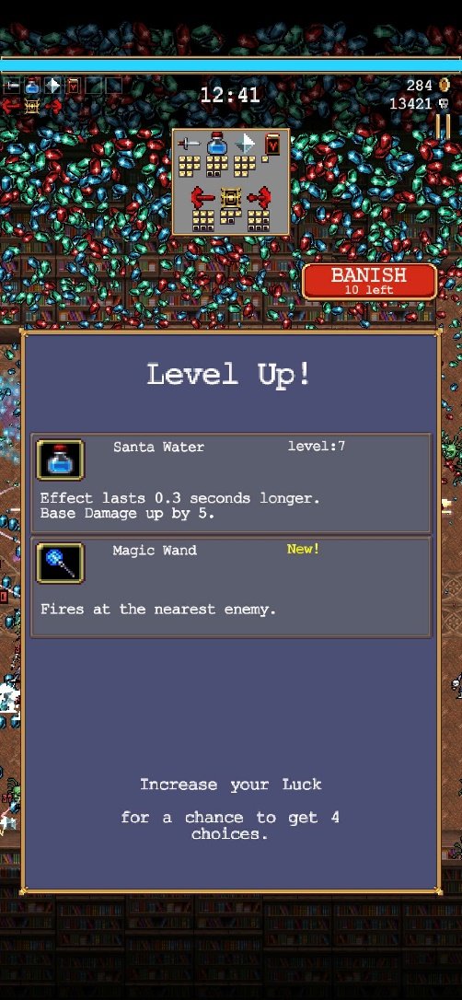 284
12:41
13421
BANISH
10 left
Level Up!
Santa Water level:7
Effect lasts 0.3 seconds longer.
Base Damage up by 5.
Magic Wand New!
Fires at the nearest enemy.
Increase your Luck
for a chance to get 4
choices.